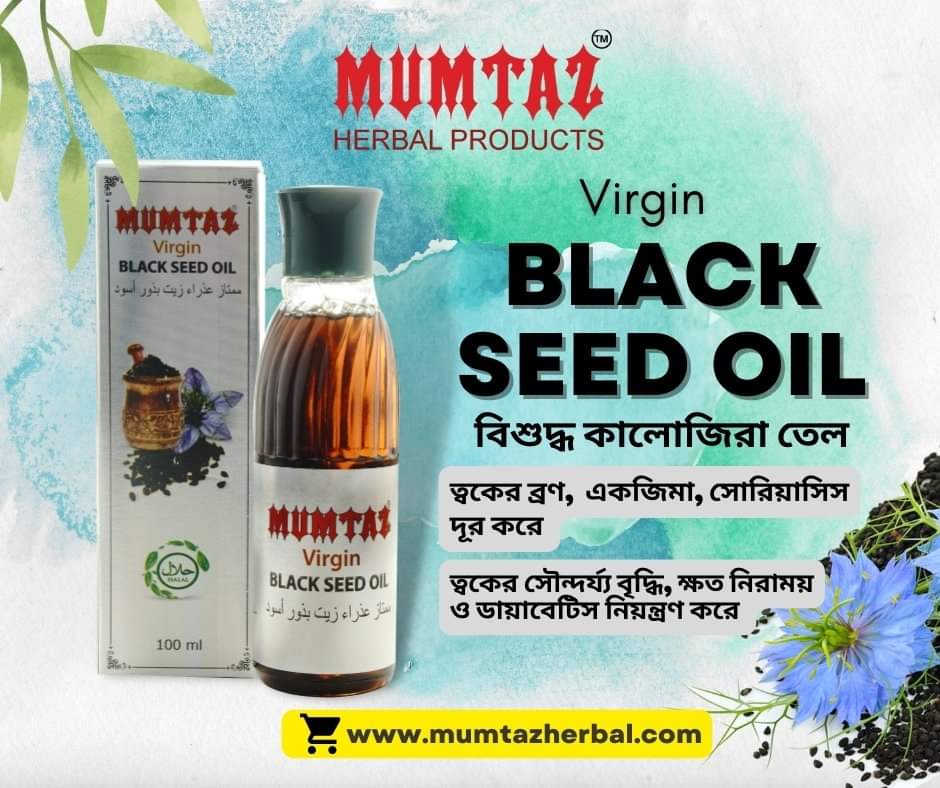 MUMTAZ™
HERBAL PRODUCTS
Virgin
BLACK
SEED OIL
বিশুদ্ধ কালোজিরা তেল
ত্বকের ব্রণ, একজিমা, সোরিয়াসিস
দূর করে
ত্বকের সৌন্দর্য্য বৃদ্ধি, ক্ষত নিরাময়
ও ডায়াবেটিস নিয়ন্ত্রণ করে
www.mumtazherbal.com
MUMTAZ
Virgin
BLACK SEED OIL
ممتاز عذراء زيت بذور أسود
حلال
HALAL
100 ml
MUMTAZ
Virgin
BLACK SEED OIL
ممتاز عذراء زيت بذور أسود